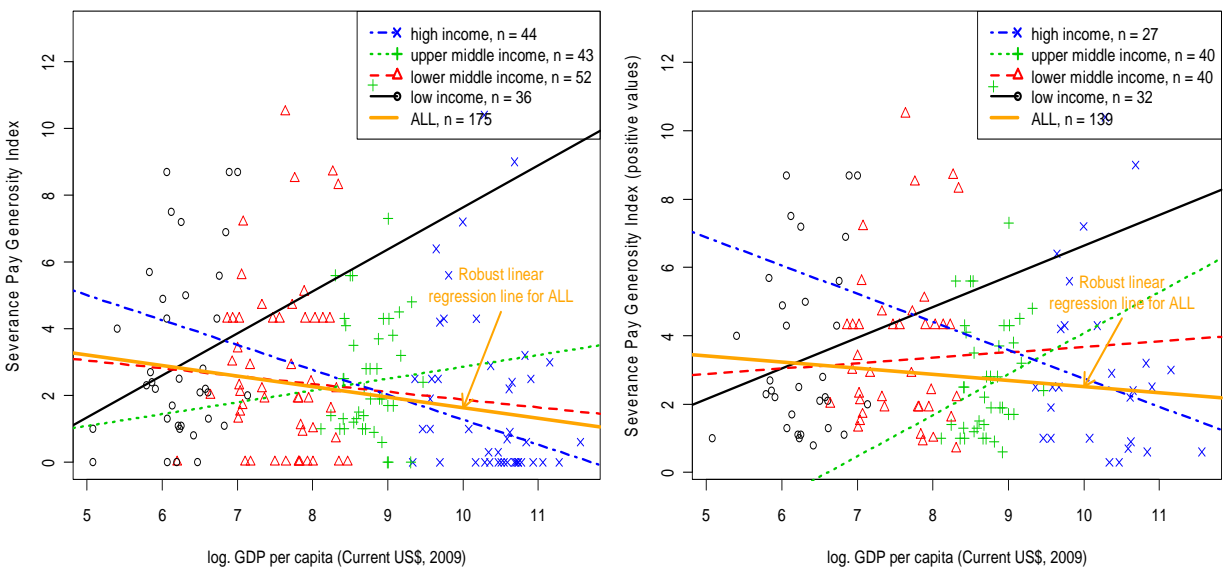 Severance Pay Generosity Index
0
2
4
6
8
10
12
high income, n = 44
upper middle income, n = 43
lower middle income, n = 52
low income, n = 36
ALL, n = 175
Robust linear
regression line for ALL
5 6 7 8 9 10 11
log. GDP per capita (Current US$, 2009)
Severance Pay Generosity Index (positive values)
0
2
4
6
8
10
12
high income, n = 27
upper middle income, n = 40
lower middle income, n = 40
low income, n = 32
ALL, n = 139
Robust linear
regression line for ALL
5 6 7 8 9 10 11
log. GDP per capita (Current US$, 2009)